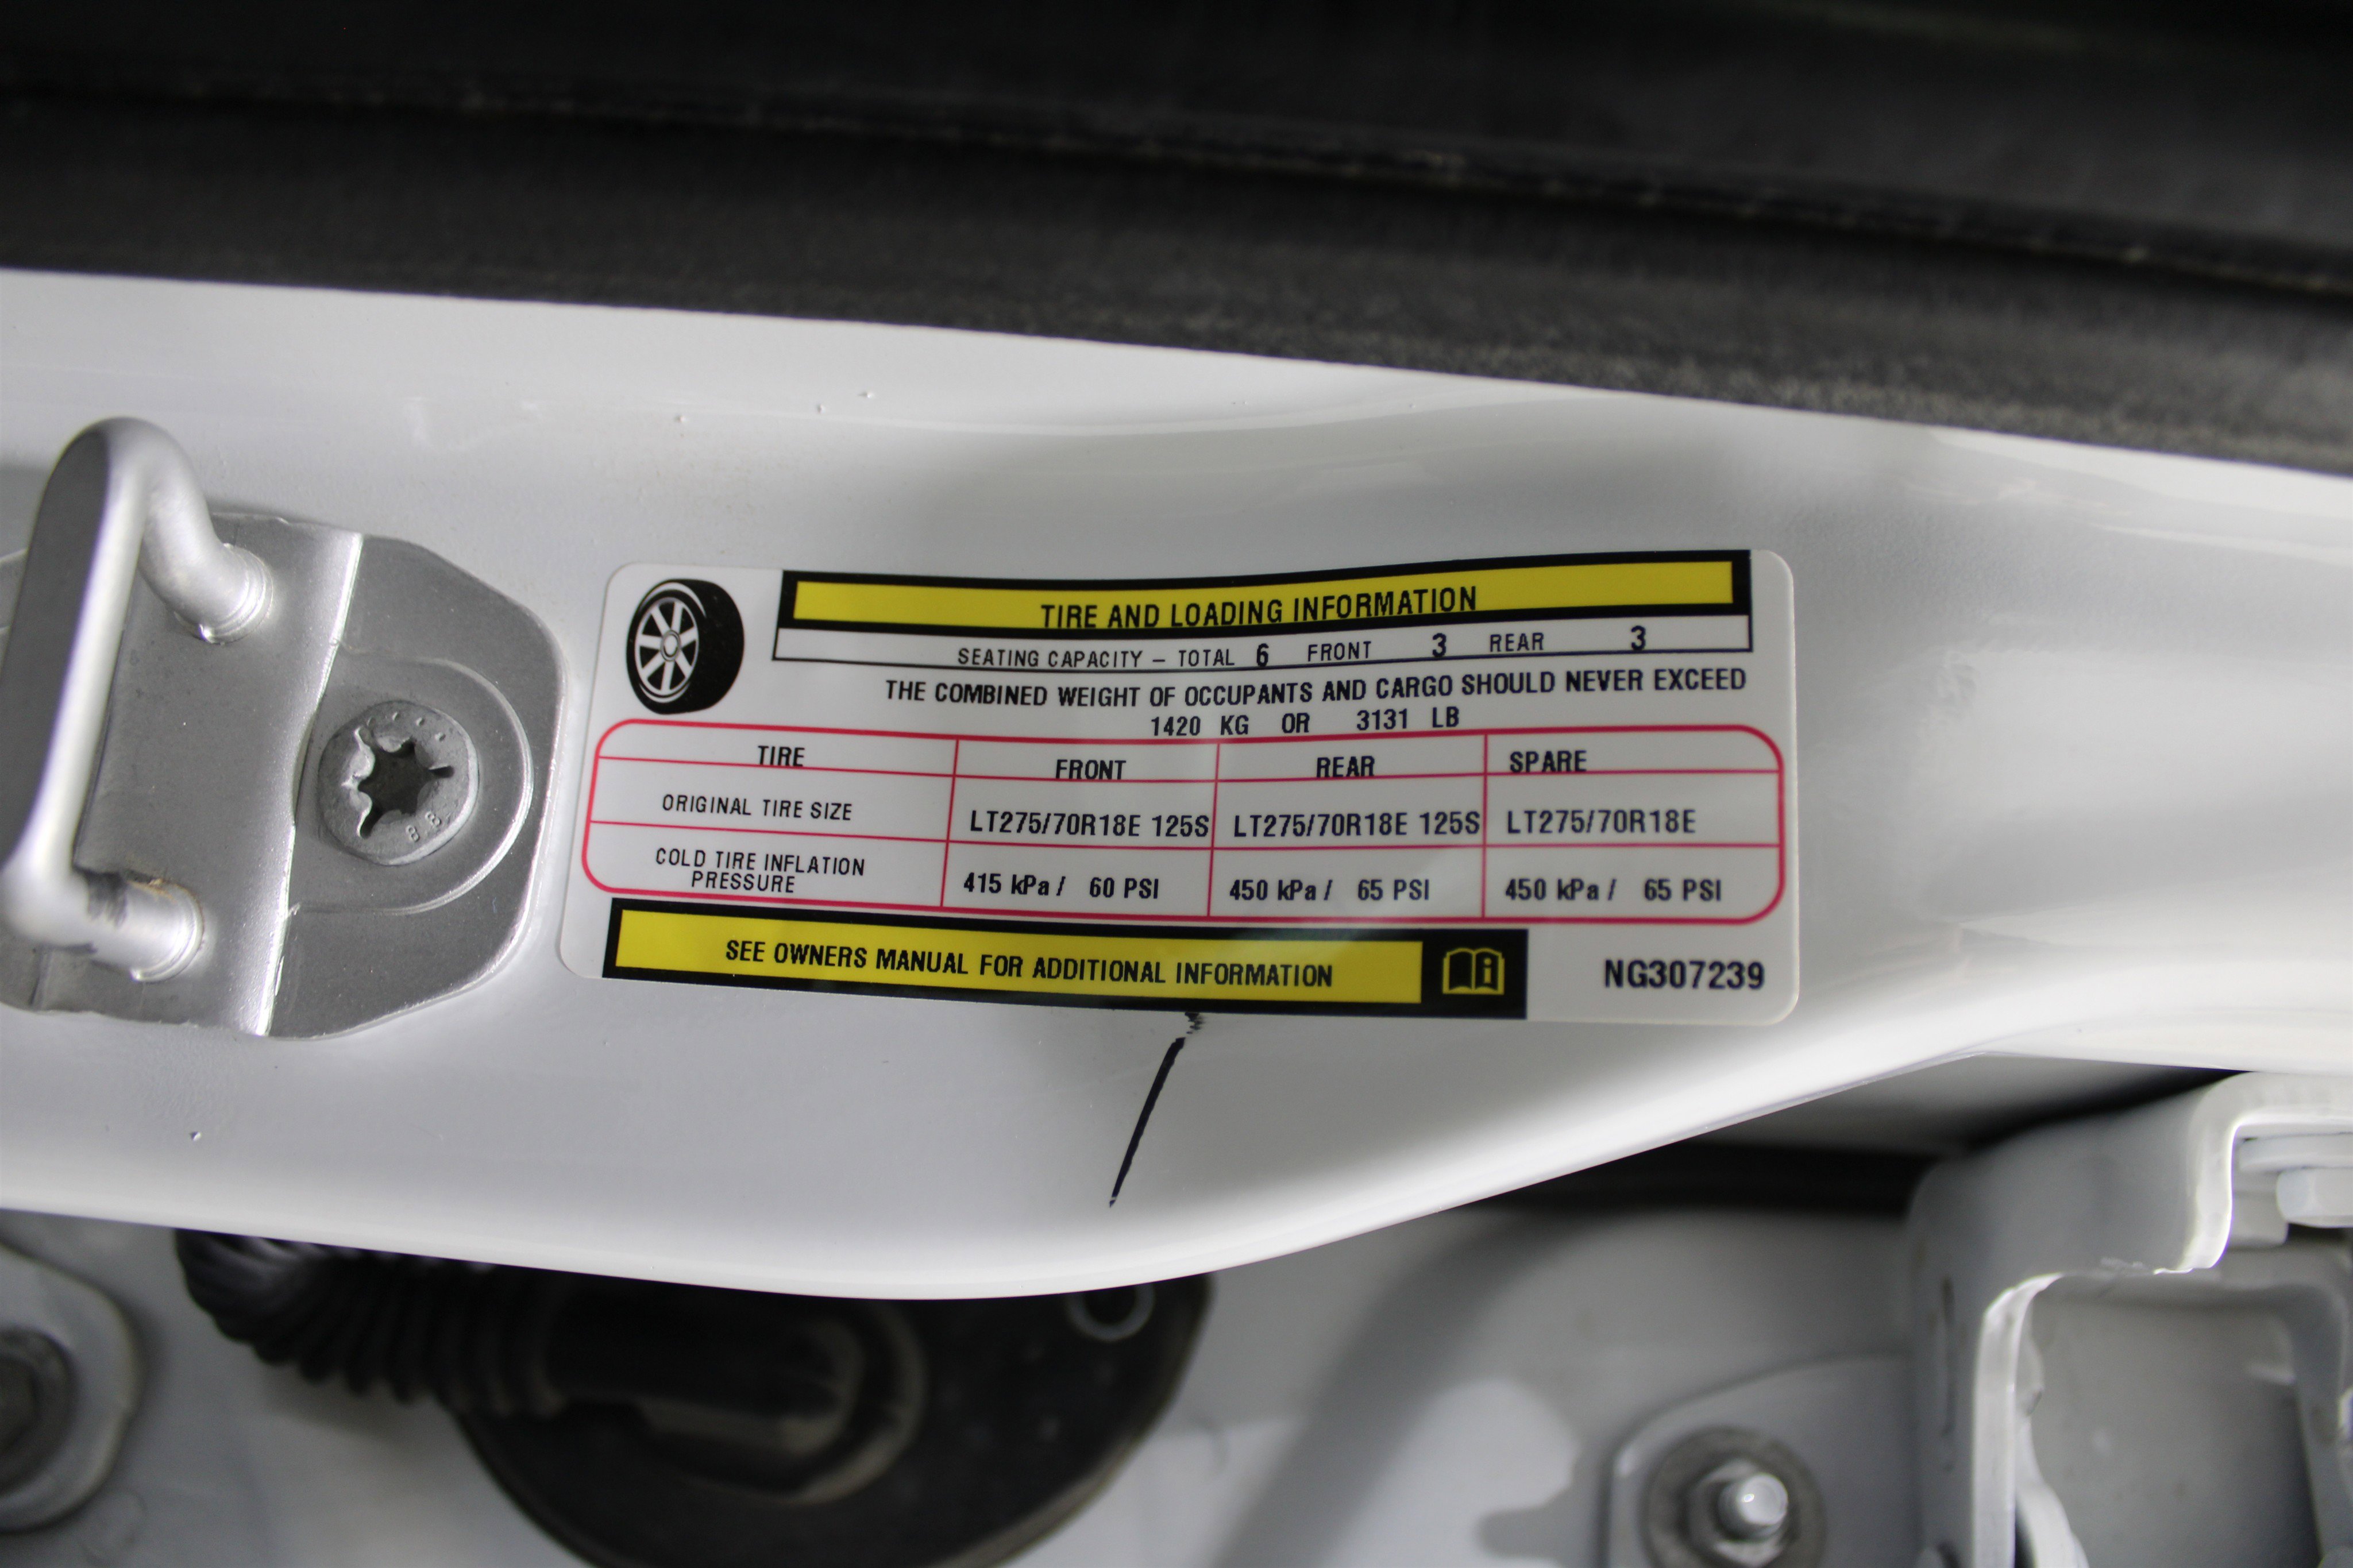 TIRE AND LOADING INFORMATION
SEATING CAPACITY – TOTAL 6 FRONT 3 REAR 3
THE COMBINED WEIGHT OF OCCUPANTS AND CARGO SHOULD NEVER EXCEED
1420 KG OR 3131 LB
TIRE FRONT REAR SPARE
ORIGINAL TIRE SIZE LT275/70R18E 125S LT275/70R18E 125S LT275/70R18E
COLD TIRE INFLATION
PRESSURE 415 kPa / 60 PSI 450 kPa / 65 PSI 450 kPa / 65 PSI
SEE OWNERS MANUAL FOR ADDITIONAL INFORMATION
NG307239
8 8